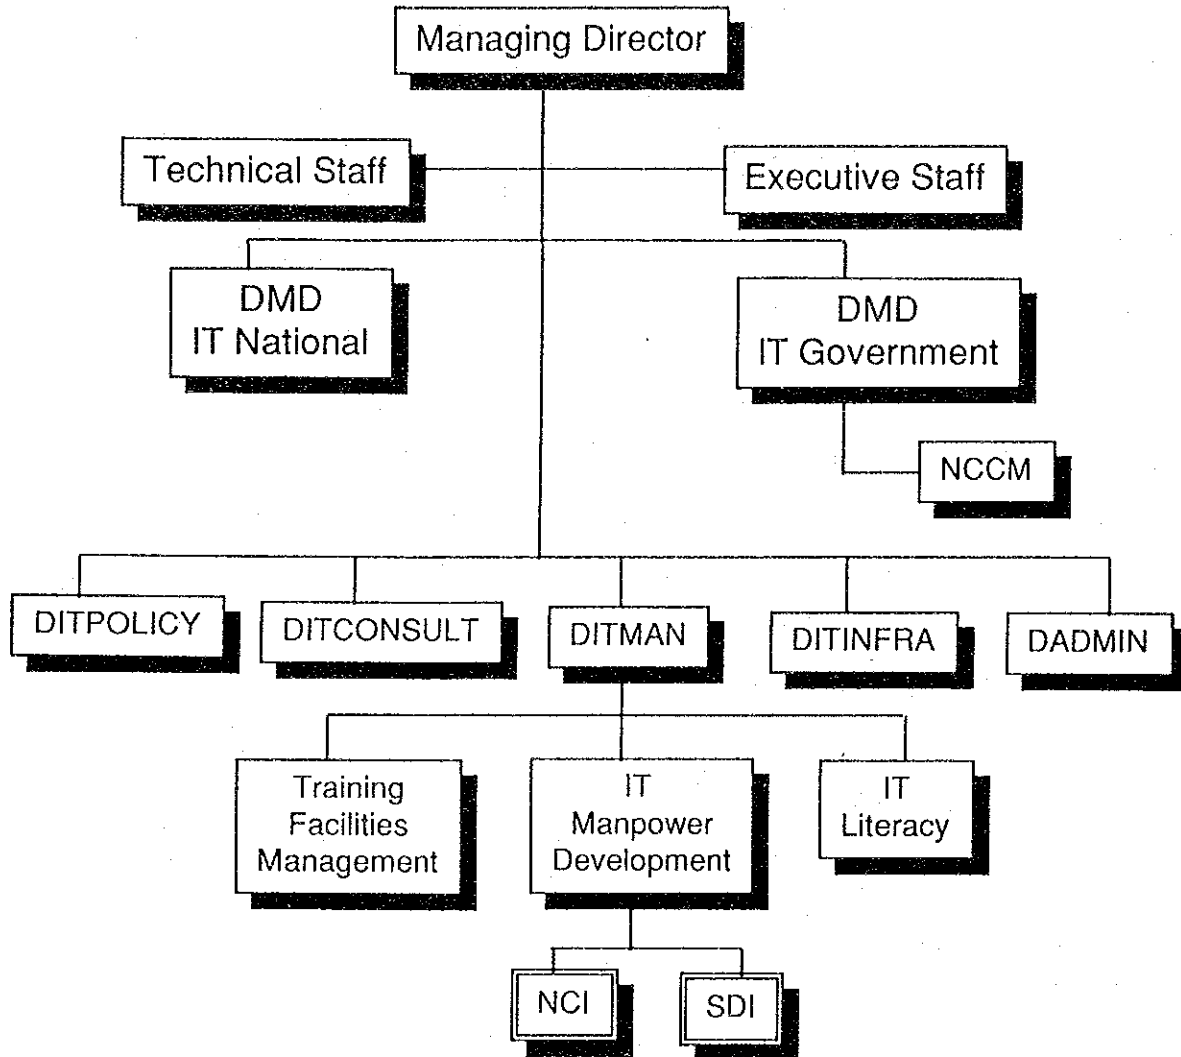 Managing Director
Technical Staff
Executive Staff
DMD
IT National
DMD
IT Government
NCCM
DITPOLICY
DITCONSULT
DITMAN
DITINFRA
DADMIN
Training
Facilities
Management
IT
Manpower
Development
IT
Literacy
NCI
SDI